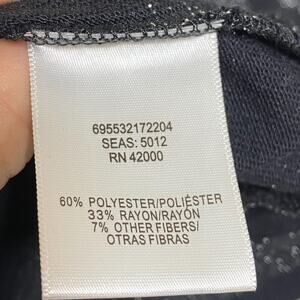 695532172204
SEAS: 5012
RN 42000
60% POLYESTER/POLIÉSTER
33% RAYON/RAYÓN
7% OTHER FIBERS/
OTRAS FIBRAS